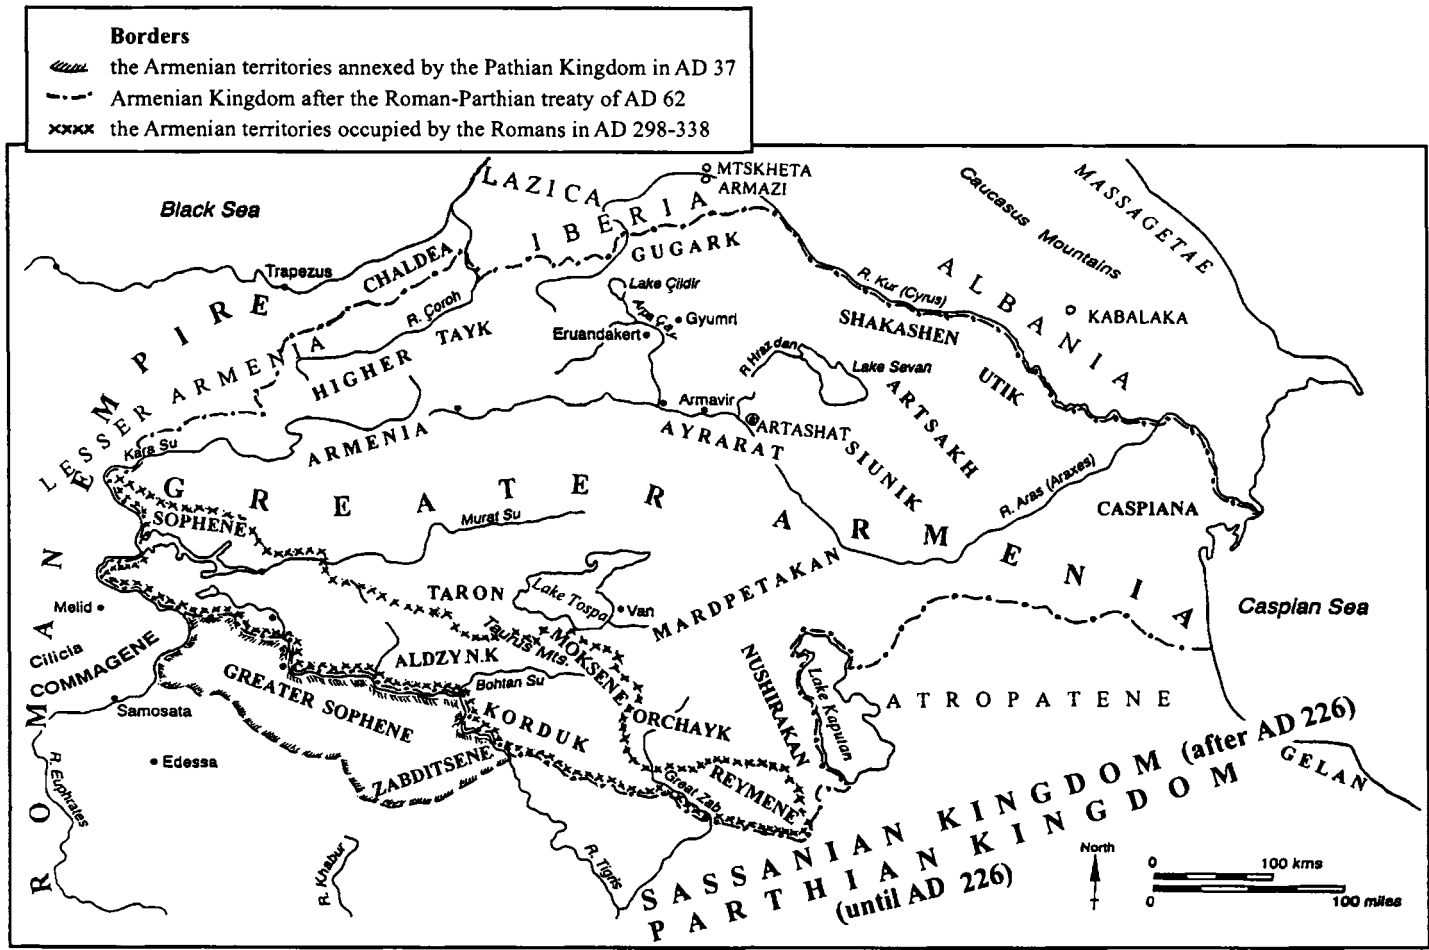 Borders
the Armenian territories annexed by the Pathian Kingdom in AD 37
Armenian Kingdom after the Roman-Parthian treaty of AD 62
the Armenian territories occupied by the Romans in AD 298-338
Black Sea
LAZICA
MTSKHETA
ARMAZI
IBERIA
Caucasus Mountains
MASSAGETAE
Trapezus
CHALDEA
GUGARK
ALBANIA
R. Kur (Cyrus)
KABALAKA
ROMAN EMPIRE
LESSER ARMENIA
R. Çoroh
TAYK
Lake Çildir
Arpa Çay
Gyumri
Eruandakert
SHAKASHEN
HIGHER
ARMENIA
R. Hrazdan
Lake Sevan
UTIK
ARTSAKH
Armavir
ARTASHAT
AYRARAT
SIUNIK
Kara Su
GREATER ARMENIA
SOPHENE
Murat Su
R. Aras (Araxes)
CASPIANA
Caspian Sea
TARON
Lake Tospa
Van
MARDPETAKAN
Melid
Cilicia
COMMAGENE
Taurus Mts.
MOKSENE
ALDZYN.K
Bohtan Su
GREATER SOPHENE
KORDUK
ORCHAYK
NUSHIRAKAN
Lake Kaputan
ATROPATENE
Samosata
Edessa
R. Euphrates
ZABDITSENE
REYMENE
Great Zab
GELAN
R. Khabur
R. Tigris
SASSANIAN KINGDOM (after AD 226)
PARTHIAN KINGDOM
(until AD 226)
North
0 100 kms
0 100 miles